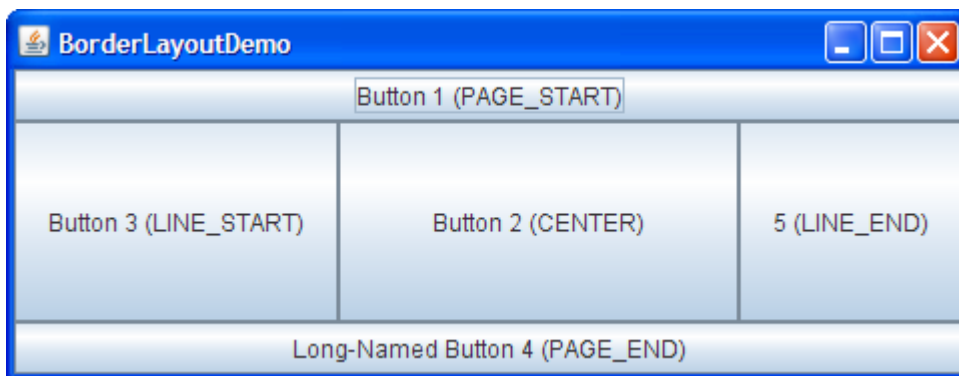 BorderLayoutDemo
Button 1 (PAGE_START)
Button 3 (LINE_START)
Button 2 (CENTER)
5 (LINE_END)
Long-Named Button 4 (PAGE_END)